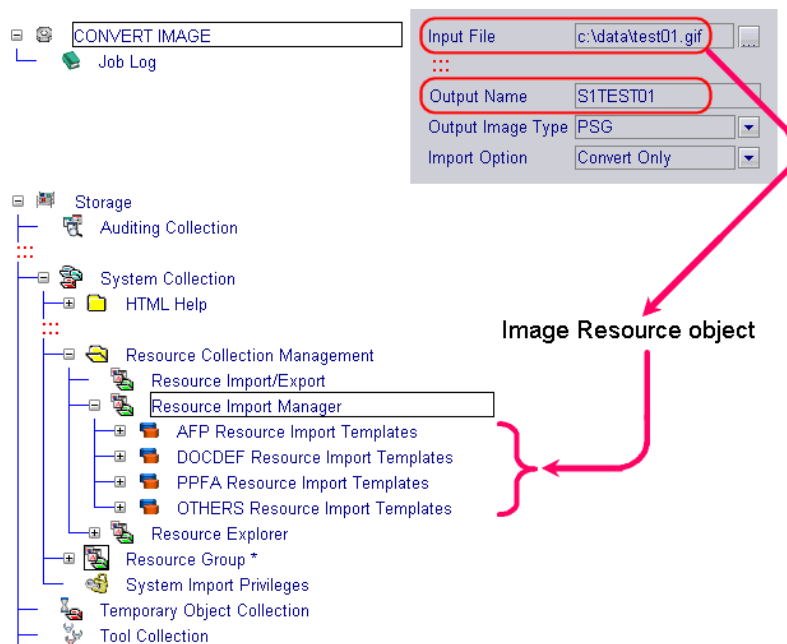 CONVERT IMAGE
Job Log
Input File c:\data\test01.gif ...
Output Name S1TEST01
Output Image Type PSG
Import Option Convert Only
Storage
Auditing Collection
System Collection
HTML Help
Image Resource object
Resource Collection Management
Resource Import/Export
Resource Import Manager
AFP Resource Import Templates
DOCDEF Resource Import Templates
PPFA Resource Import Templates
OTHERS Resource Import Templates
Resource Explorer
Resource Group *
System Import Privileges
Temporary Object Collection
Tool Collection